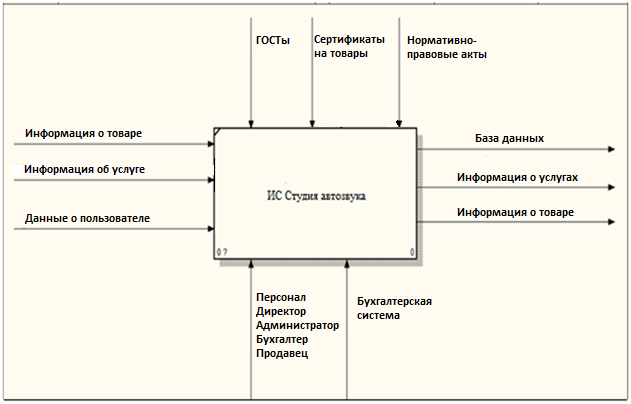 ГОСТы
Сертификаты
на товары
Нормативно-
правовые акты
Информация о товаре
Информация об услуге
Данные о пользователе
ИС Студия автозвука
0 ?
0
База данных
Информация о услугах
Информация о товаре
Персонал
Директор
Администратор
Бухгалтер
Продавец
Бухгалтерская
система